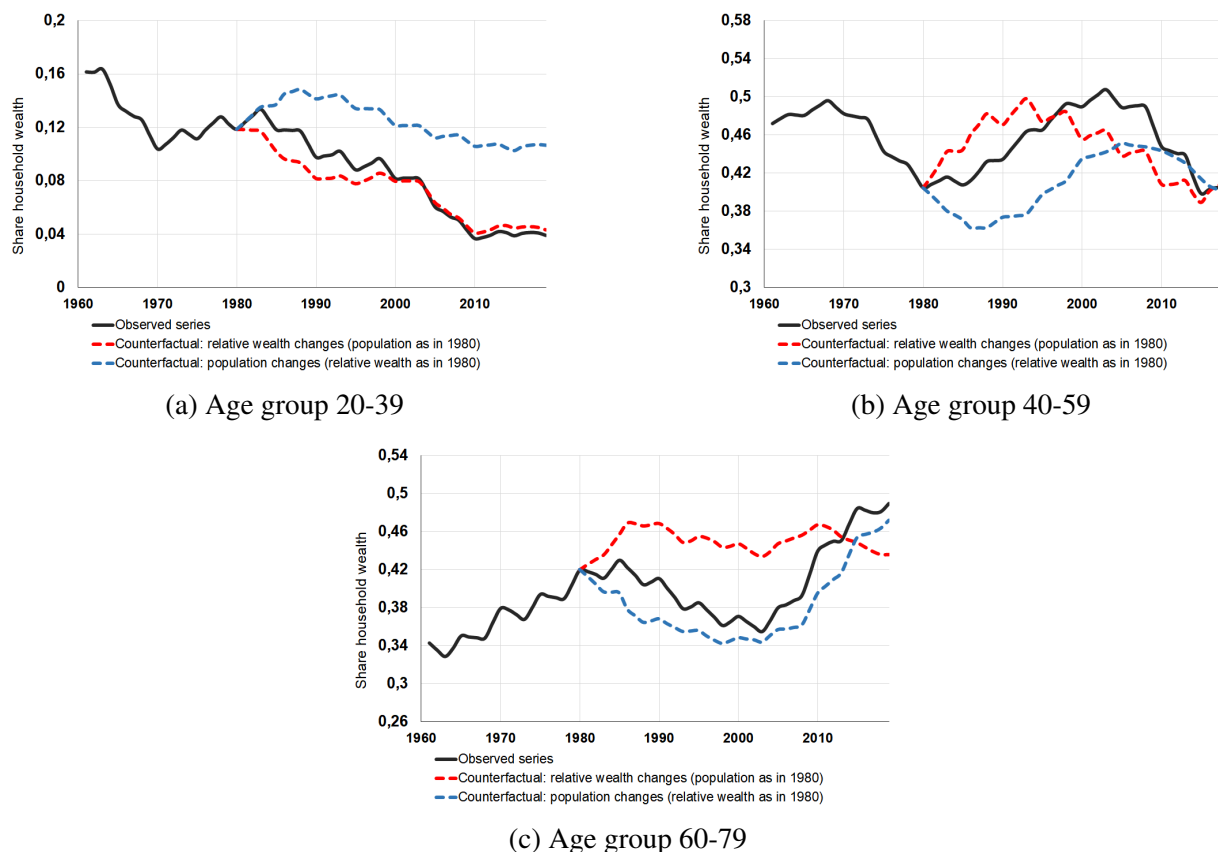 0,2
0,16
0,12
0,08
0,04
0
Share household wealth
1960 1970 1980 1990 2000 2010
Observed series
Counterfactual: relative wealth changes (population as in 1980)
Counterfactual: population changes (relative wealth as in 1980)
(a) Age group 20-39
0,58
0,54
0,5
0,46
0,42
0,38
0,34
0,3
Share household wealth
1960 1970 1980 1990 2000 2010
Observed series
Counterfactual: relative wealth changes (population as in 1980)
Counterfactual: population changes (relative wealth as in 1980)
(b) Age group 40-59
0,54
0,5
0,46
0,42
0,38
0,34
0,3
0,26
Share household wealth
1960 1970 1980 1990 2000 2010
Observed series
Counterfactual: relative wealth changes (population as in 1980)
Counterfactual: population changes (relative wealth as in 1980)
(c) Age group 60-79